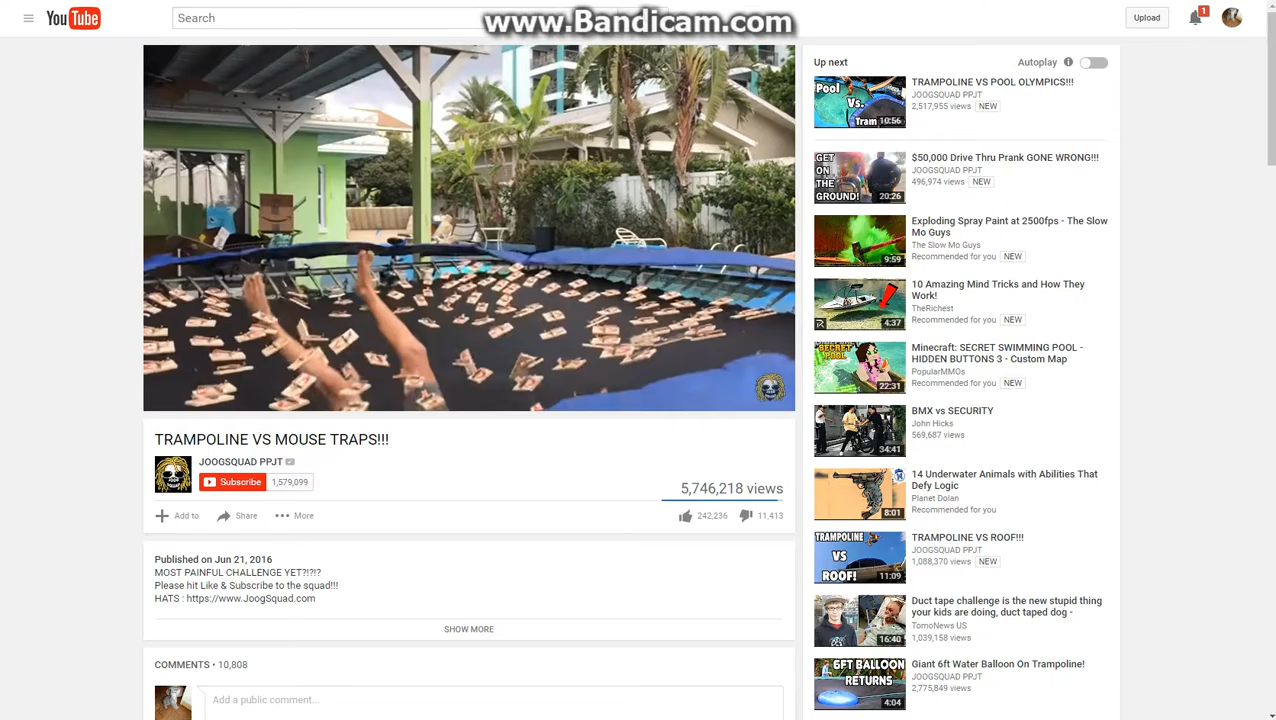 YouTube
Search
www.Bandicam.com
Upload
1
Up next
Autoplay
Pool
Vs.
Tram
10:56
TRAMPOLINE VS POOL OLYMPICS!!!
JOOGSQUAD PPJT
2,517,955 views NEW
GET
ON
THE
GROUND!
20:26
$50,000 Drive Thru Prank GONE WRONG!!!
JOOGSQUAD PPJT
496,974 views NEW
9:59
Exploding Spray Paint at 2500fps - The Slow
Mo Guys
The Slow Mo Guys
Recommended for you NEW
4:37
10 Amazing Mind Tricks and How They
Work!
TheRichest
Recommended for you NEW
SECRET
POOL
22:31
Minecraft: SECRET SWIMMING POOL -
HIDDEN BUTTONS 3 - Custom Map
PopularMMOs
Recommended for you NEW
34:41
BMX vs SECURITY
John Hicks
569,687 views
8:01
14 Underwater Animals with Abilities That
Defy Logic
Planet Dolan
Recommended for you
TRAMPOLINE
VS
ROOF!
11:09
TRAMPOLINE VS ROOF!!!
JOOGSQUAD PPJT
1,088,370 views NEW
16:40
Duct tape challenge is the new stupid thing
your kids are doing, duct taped dog -
TomoNews US
1,039,158 views
6FT BALLOON
RETURNS
4:04
Giant 6ft Water Balloon On Trampoline!
JOOGSQUAD PPJT
2,775,849 views
TRAMPOLINE VS MOUSE TRAPS!!!
JOOGSQUAD PPJT
Subscribe 1,579,099
5,746,218 views
Add to Share More 242,236 11,413
Published on Jun 21, 2016
MOST PAINFUL CHALLENGE YET?!?!?
Please hit Like & Subscribe to the squad!!!
HATS : https://www.JoogSquad.com
SHOW MORE
COMMENTS • 10,808
Add a public comment...